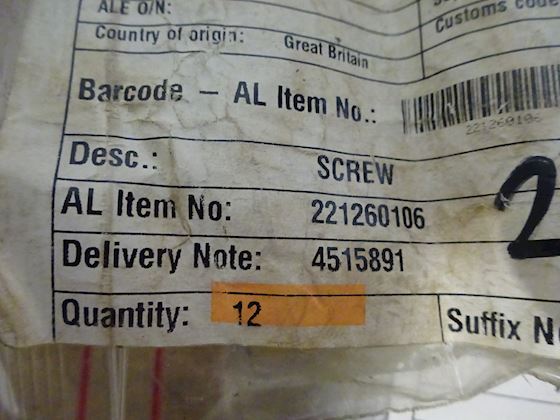 ALE O/N:
Customs code
Country of origin: Great Britain
Barcode – AL Item No.:
221260106
Desc.: SCREW
AL Item No: 221260106
2
Delivery Note: 4515891
Quantity: 12
Suffix N